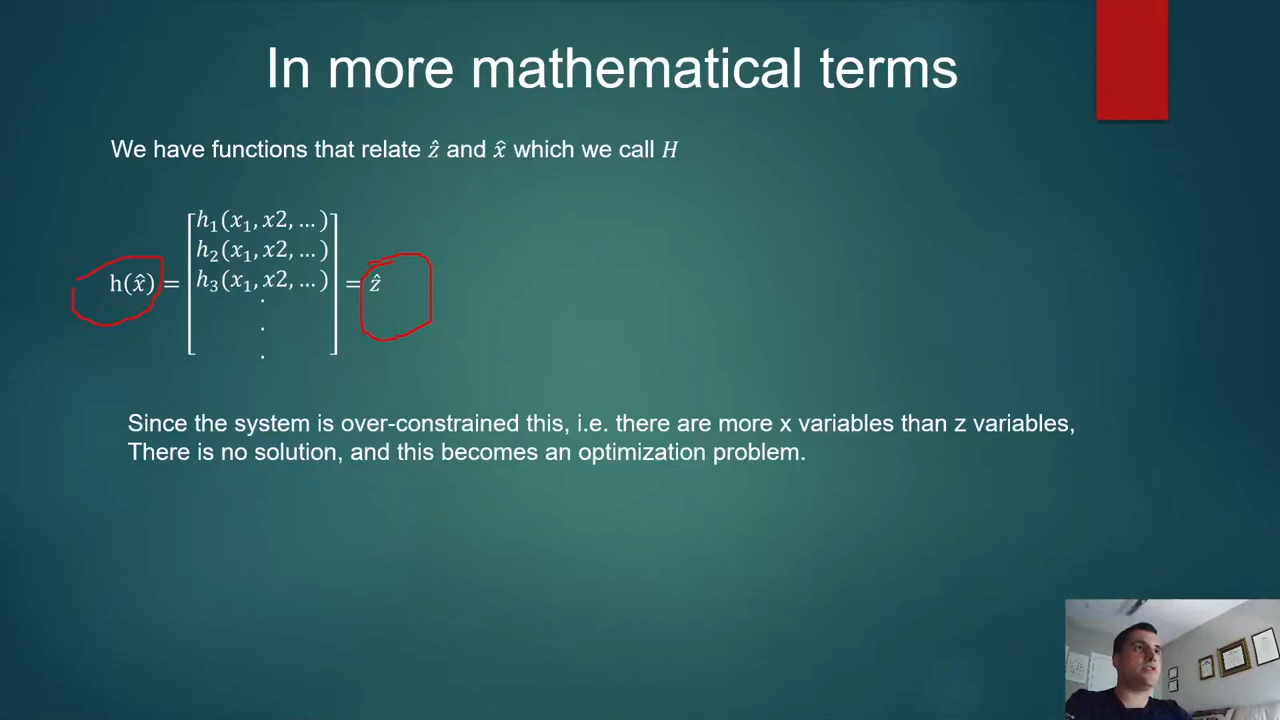 In more mathematical terms
We have functions that relate ẑ and x̂ which we call H
h₁(x₁, x2, … )
h₂(x₁, x2, … )
h(x̂) = h₃(x₁, x2, … ) = ẑ
.
.
.
Since the system is over-constrained this, i.e. there are more x variables than z variables,
There is no solution, and this becomes an optimization problem.